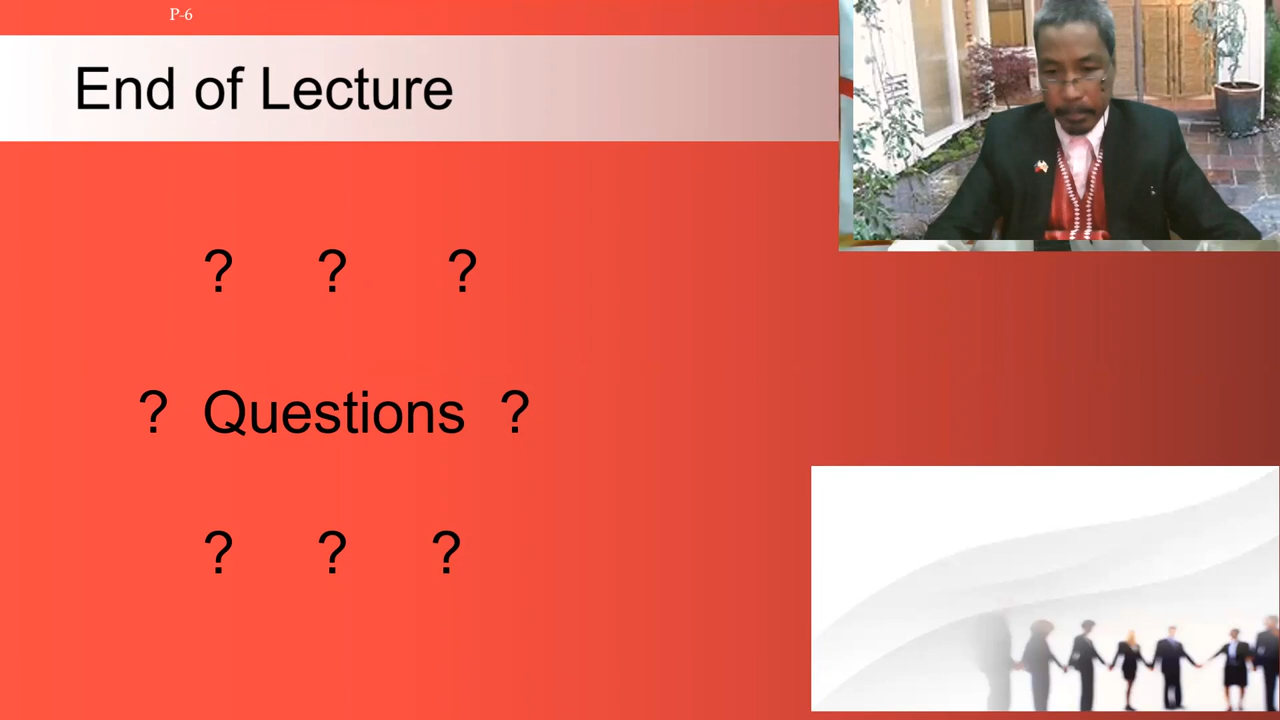 P-6
End of Lecture
? ? ?
? Questions ?
? ? ?